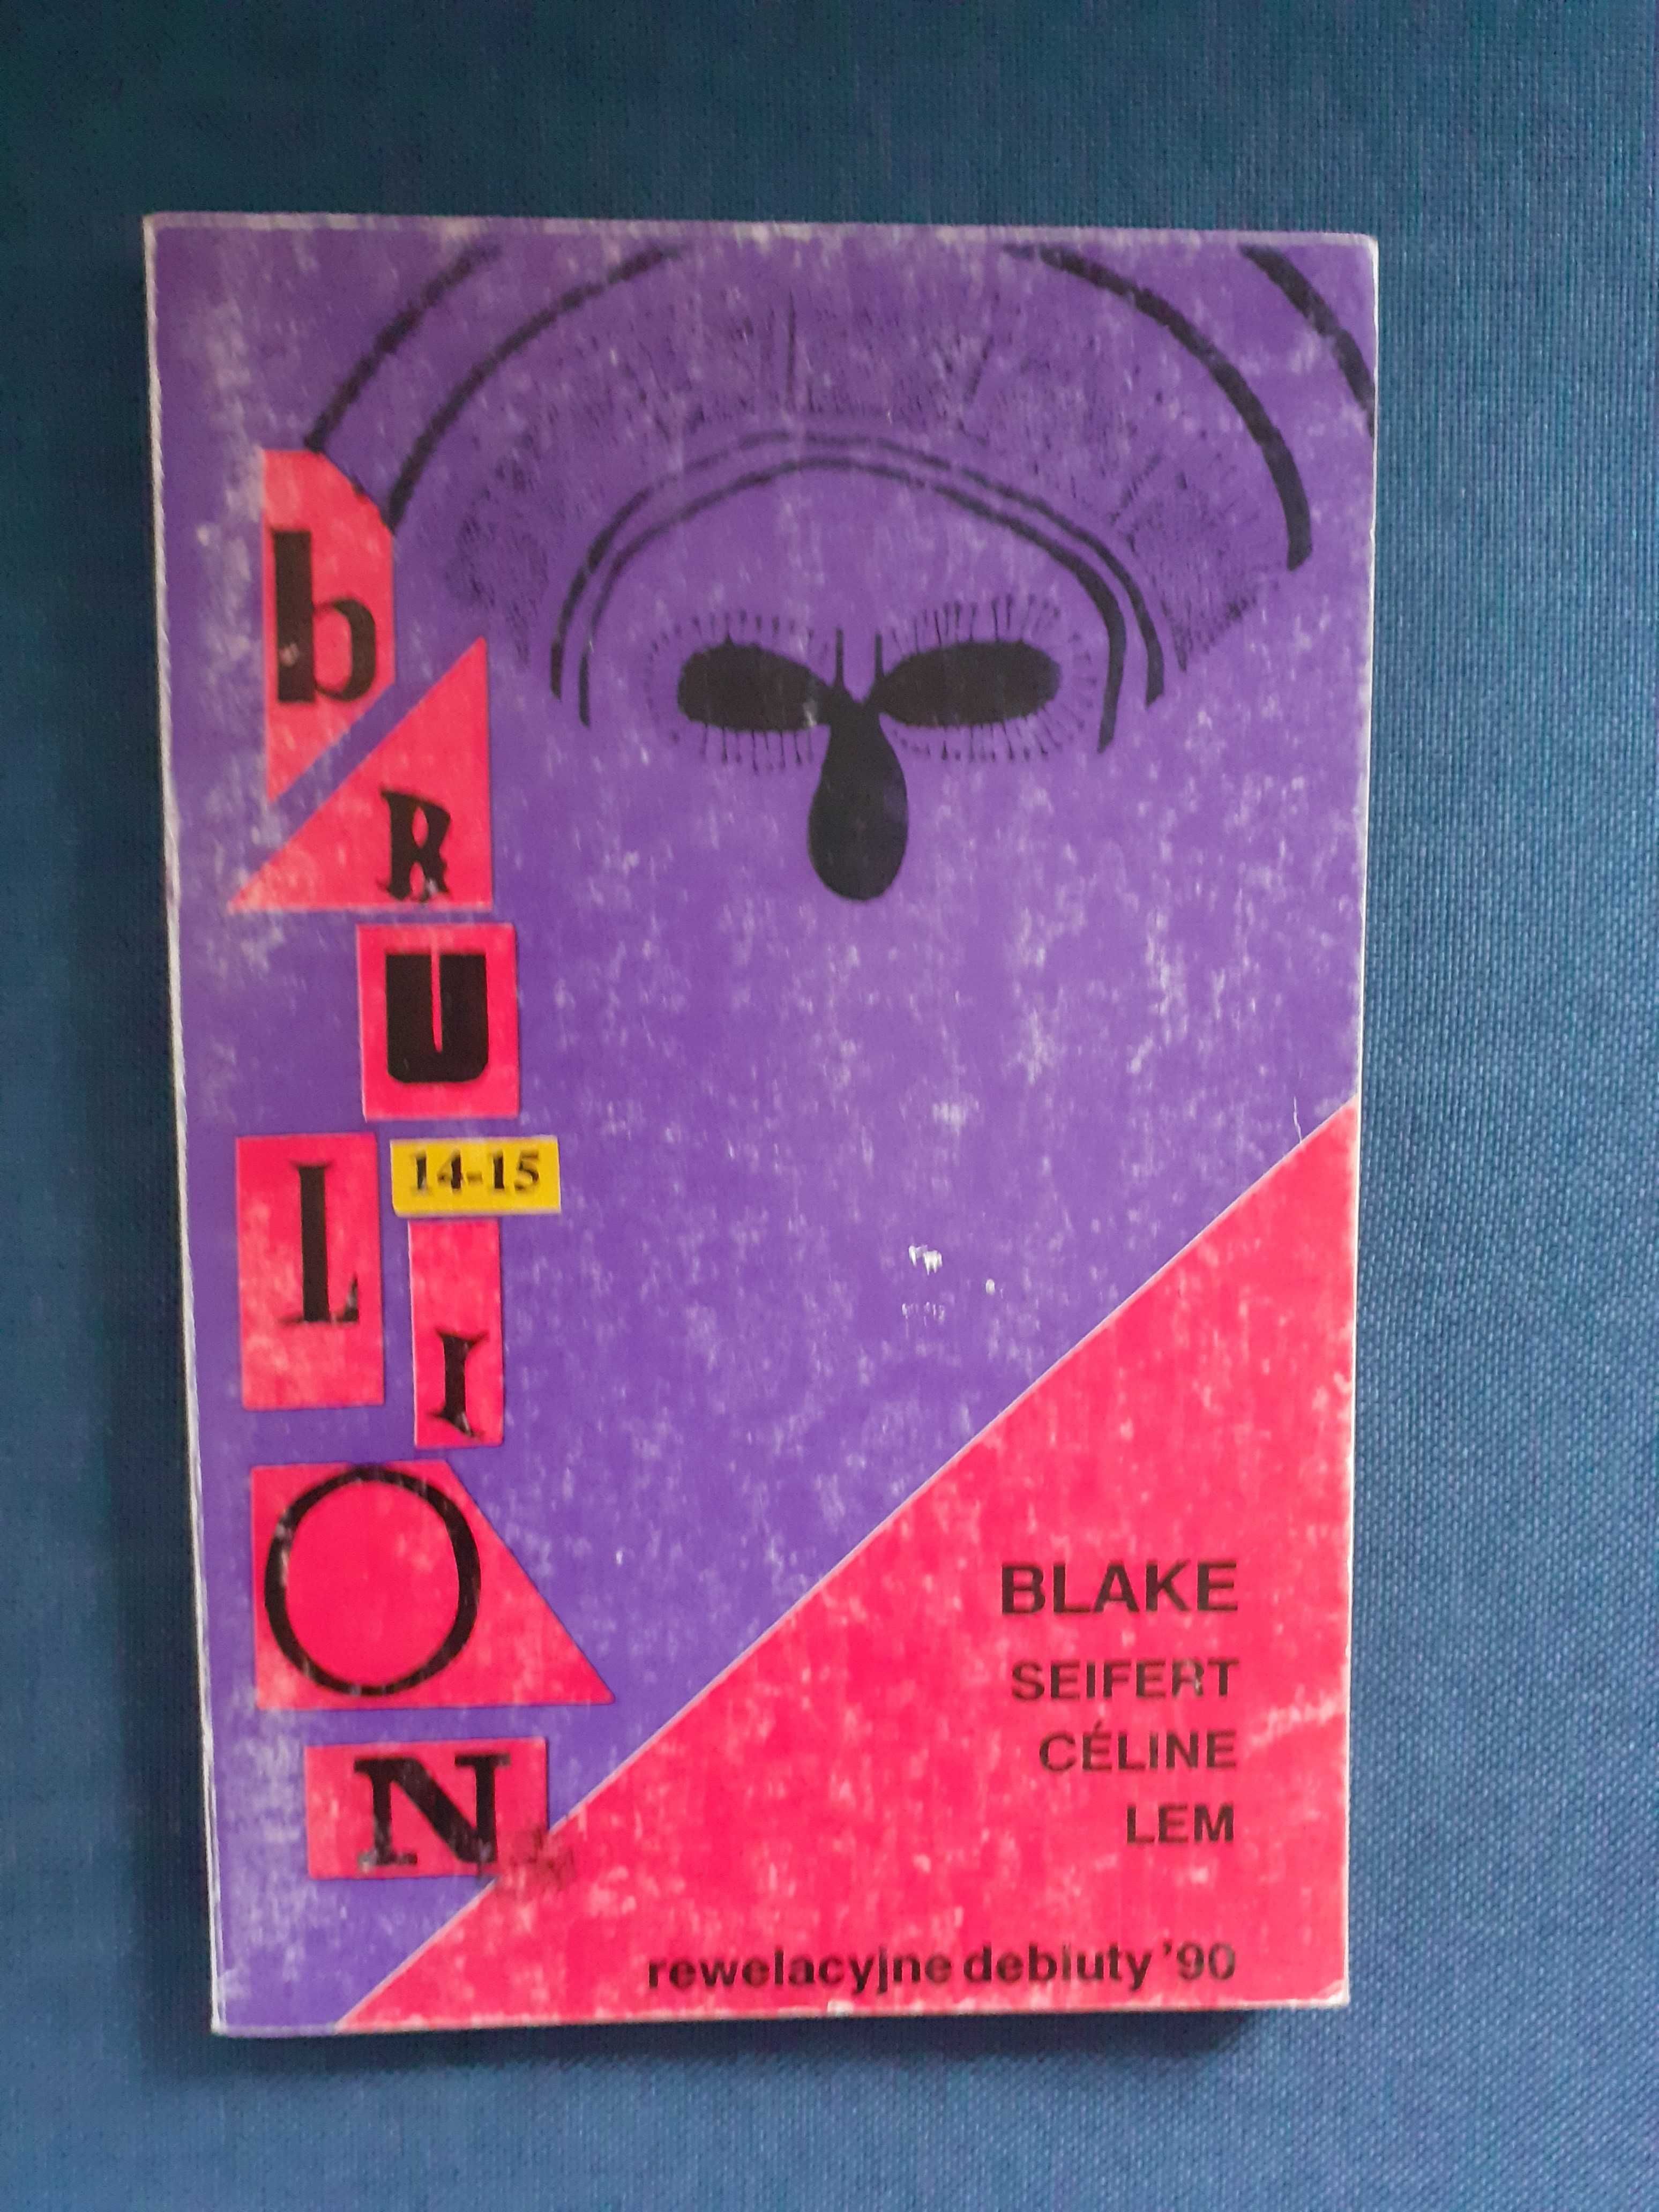 bRULION
14-15
BLAKE
SEIFERT
CÉLINE
LEM
rewelacyjne debiuty '90